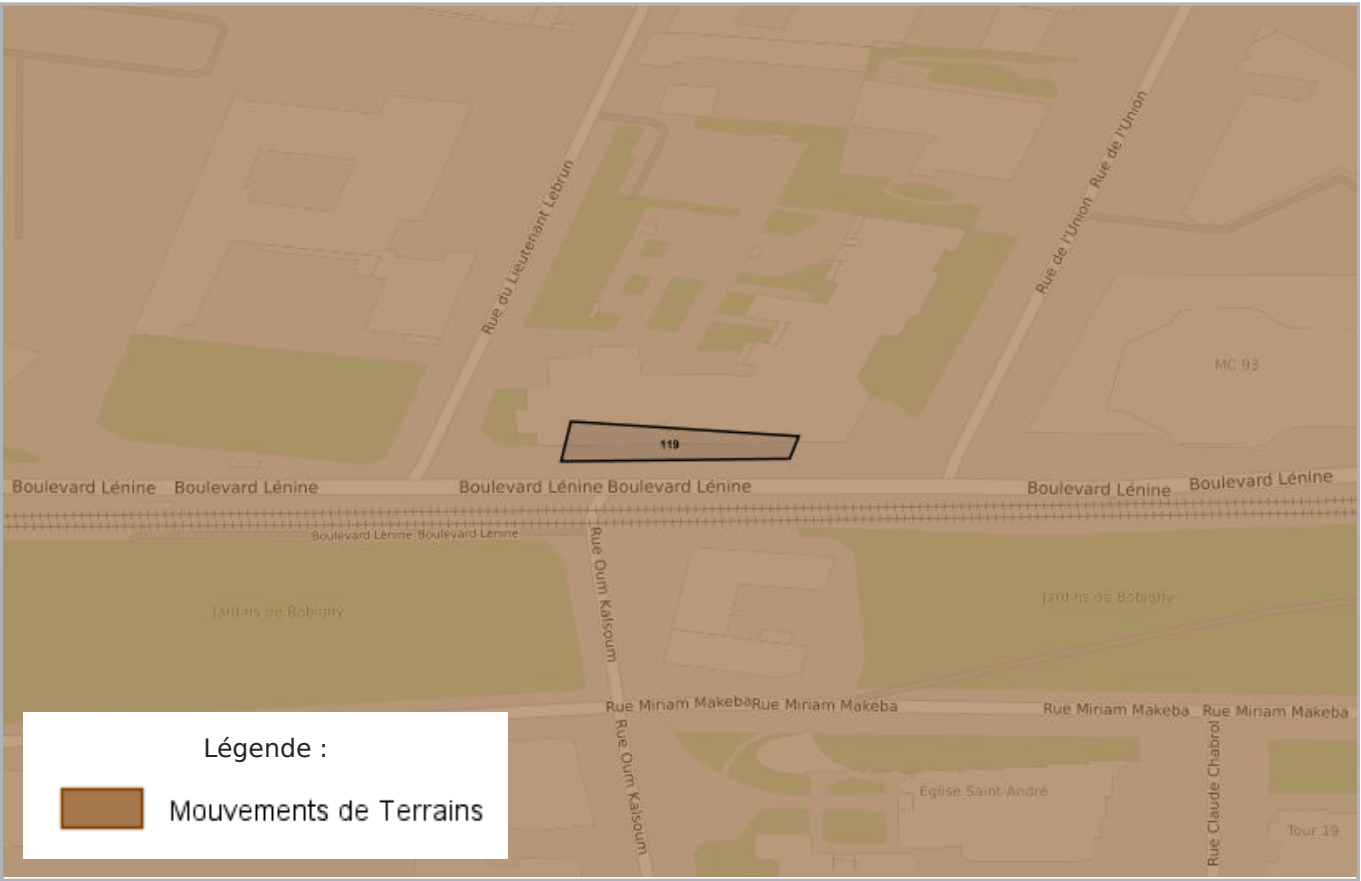 Rue de l'Union
Rue de l'Union
Rue du Lieutenant Lebrun
MC 93
119
Boulevard Lénine Boulevard Lénine Boulevard Lénine Boulevard Lénine Boulevard Lénine Boulevard Lénine
Boulevard Lénine Boulevard Lénine
Rue Oum Kalsoum
Jardins de Bobigny
Jardins de Bobigny
Rue Miriam Makeba Rue Miriam Makeba Rue Miriam Makeba Rue Miriam Makeba
Rue Oum Kalsoum
Rue Claude Chabrol
Église Saint-André
Tour 19
Légende :
Mouvements de Terrains